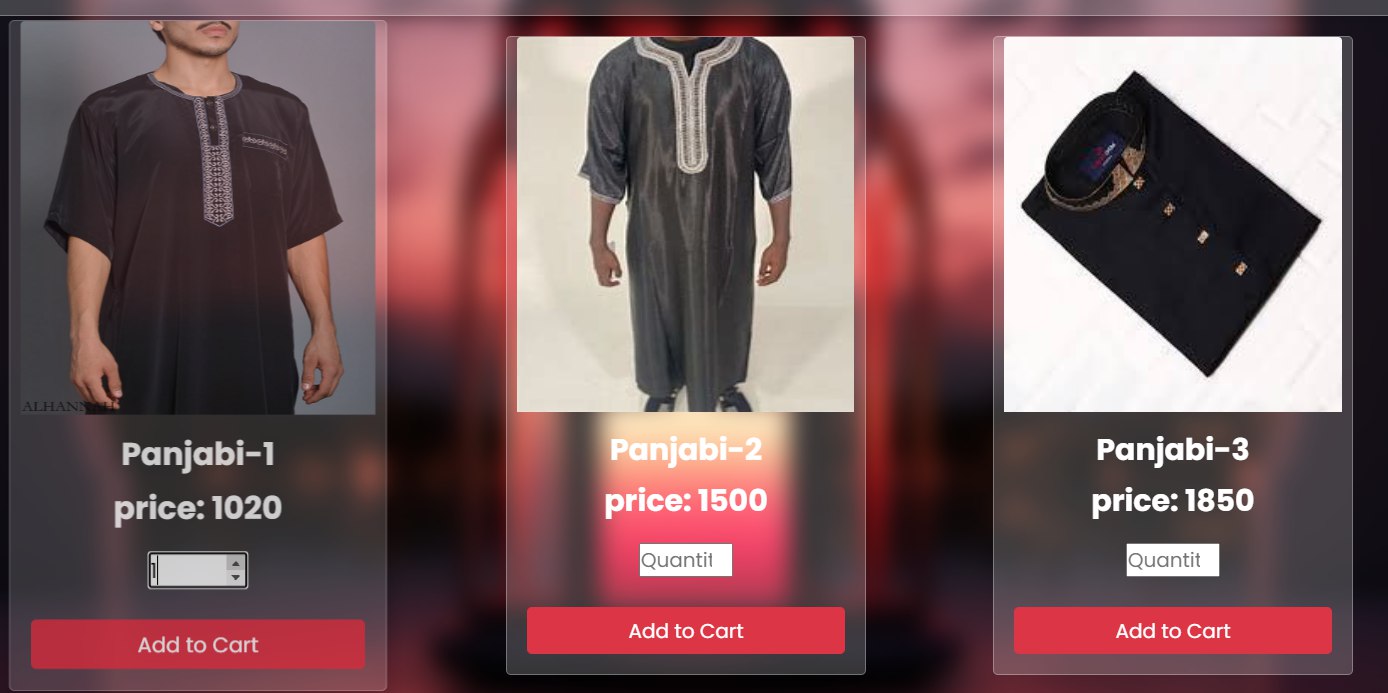 ALHANNAH
Panjabi-1
price: 1020
1
Add to Cart
Panjabi-2
price: 1500
Quantit
Add to Cart
Panjabi-3
price: 1850
Quantit
Add to Cart